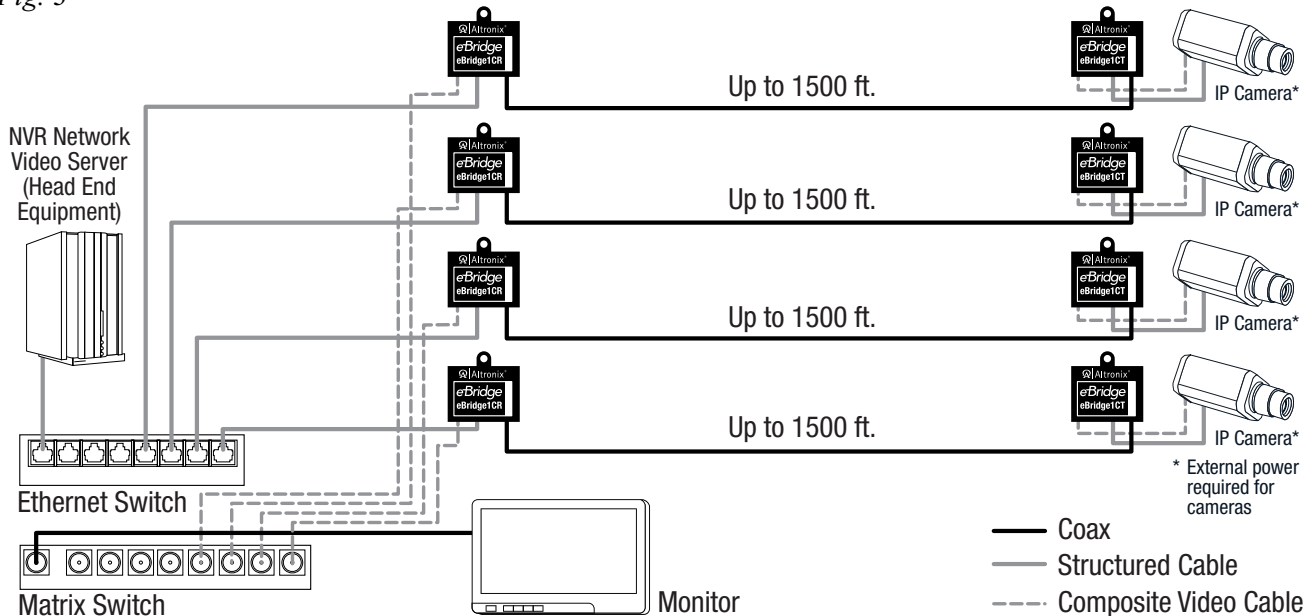 Fig. 5
Altronix®
eBridge
eBridge1CR
Up to 1500 ft.
Altronix®
eBridge
eBridge1CT
IP Camera*
NVR Network
Video Server
(Head End
Equipment)
Altronix®
eBridge
eBridge1CR
Up to 1500 ft.
Altronix®
eBridge
eBridge1CT
IP Camera*
Altronix®
eBridge
eBridge1CR
Up to 1500 ft.
Altronix®
eBridge
eBridge1CT
IP Camera*
Altronix®
eBridge
eBridge1CR
Up to 1500 ft.
Altronix®
eBridge
eBridge1CT
IP Camera*
* External power
required for
cameras
Ethernet Switch
Matrix Switch
Monitor
Coax
Structured Cable
Composite Video Cable